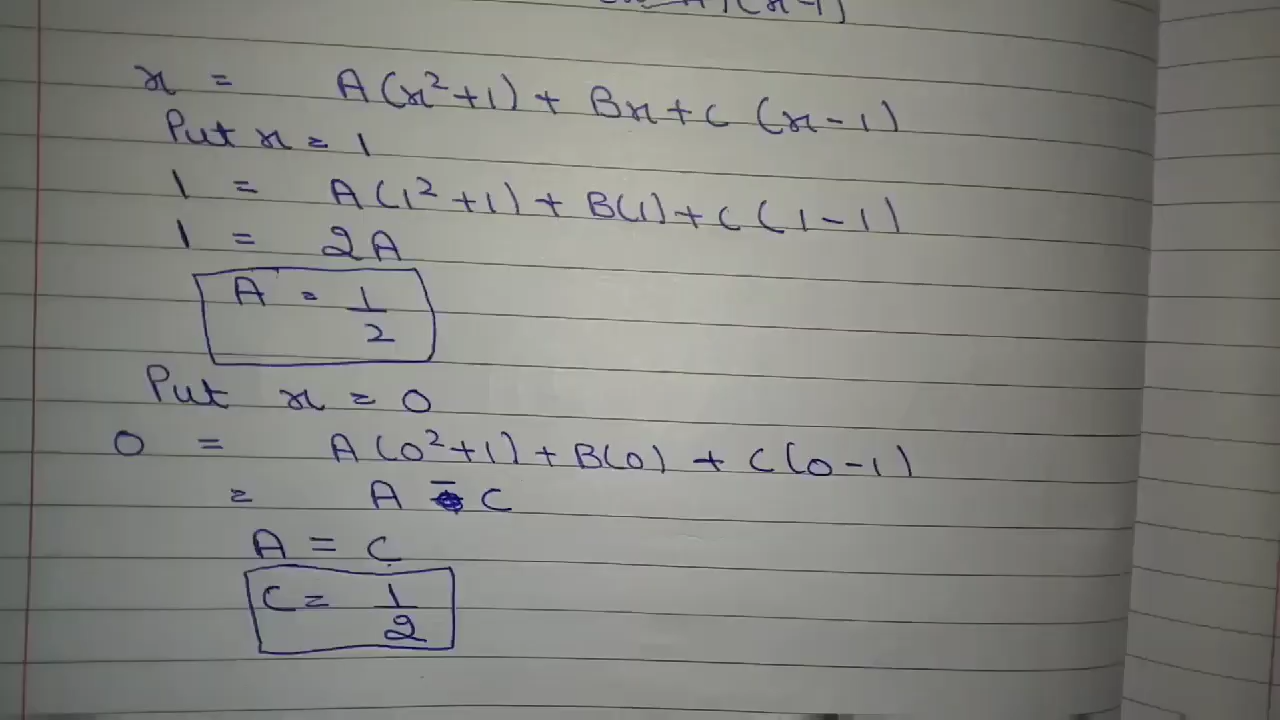 x = A(x²+1) + Bx+C (x-1)
Put x = 1
1 = A(1²+1) + B(1)+C(1-1)
1 = 2A
A = 1/2
Put x = 0
0 = A(0²+1)+B(0) + C(0-1)
= A - C
A = C
C = 1/2